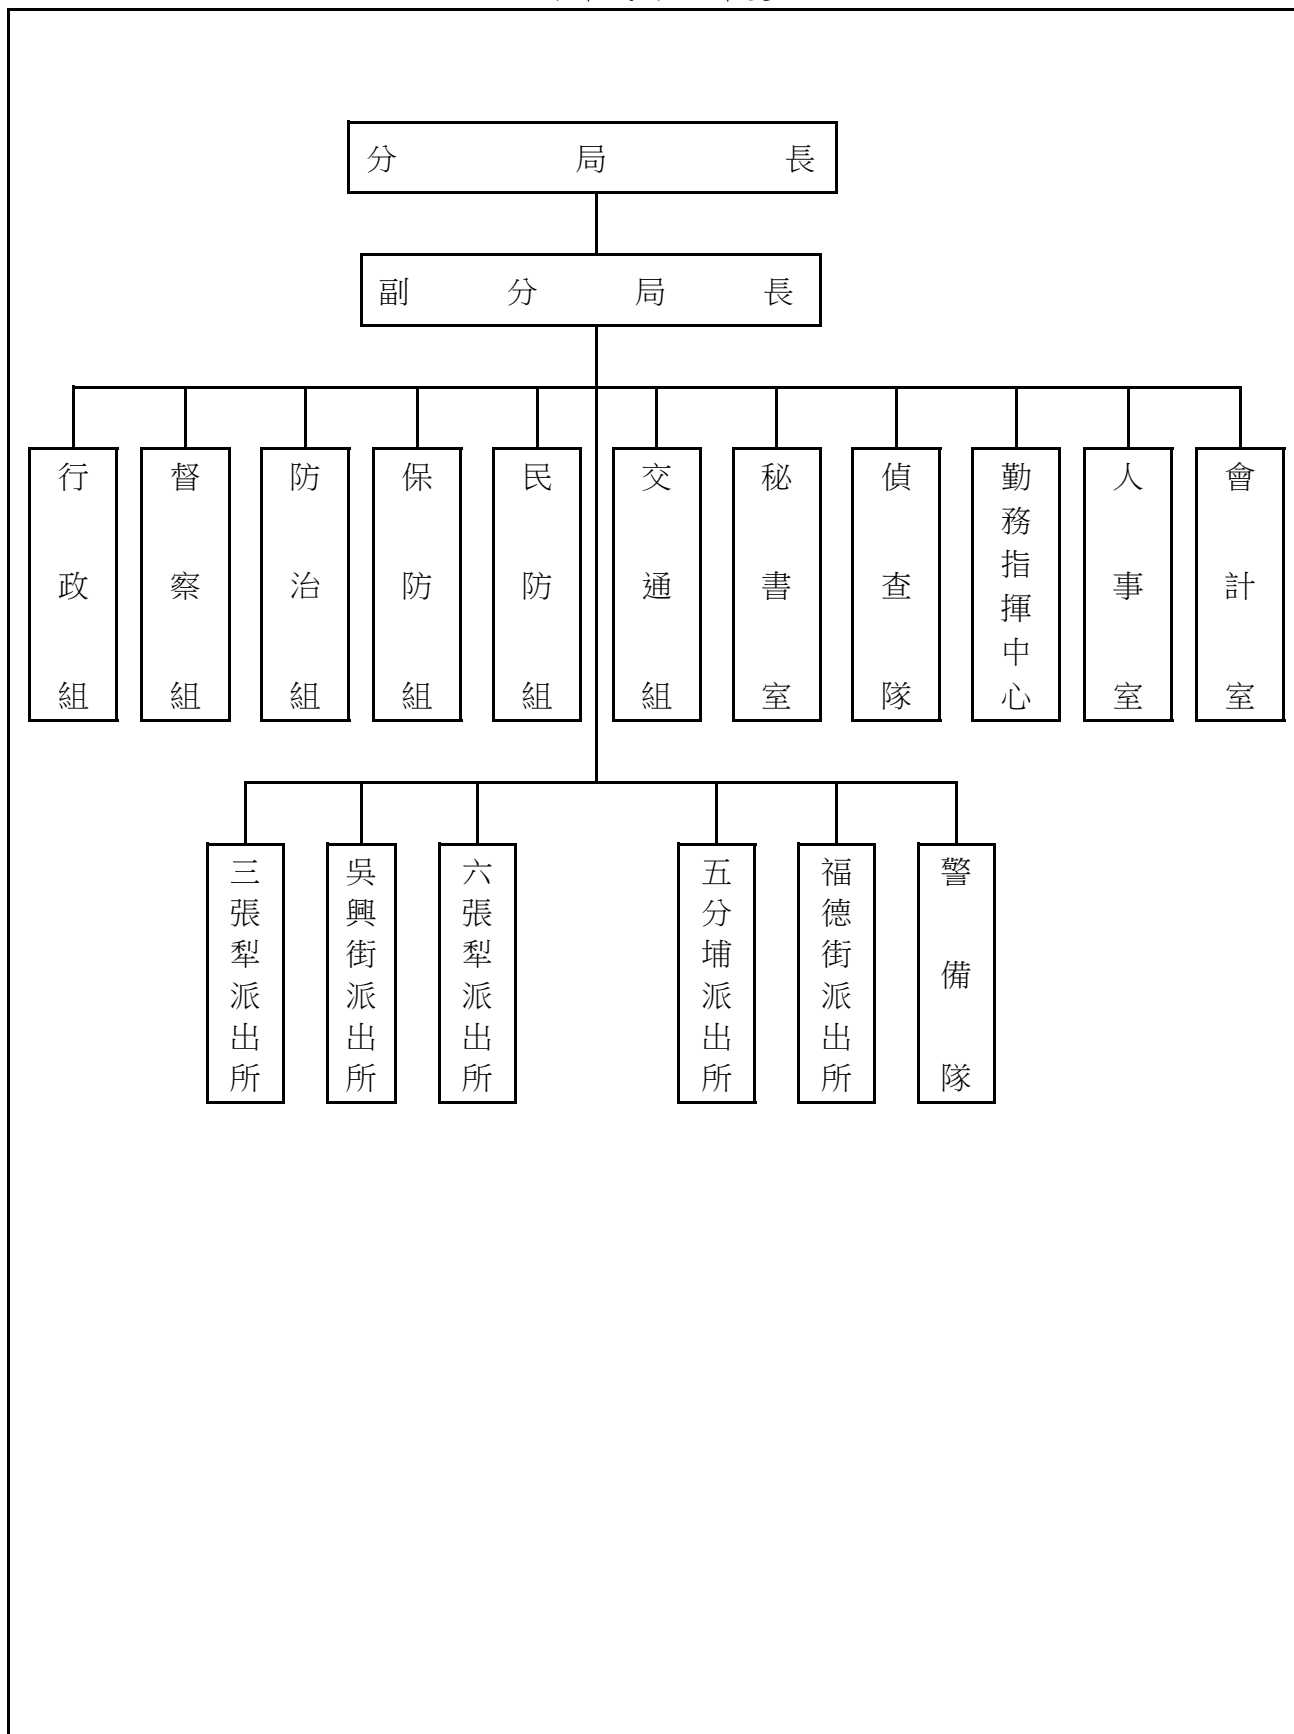 分局長
副分局長
行政組
督察組
防治組
保防組
民防組
交通組
秘書室
偵查隊
勤務指揮中心
人事室
會計室
三張犁派出所
吳興街派出所
六張犁派出所
五分埔派出所
福德街派出所
警備隊